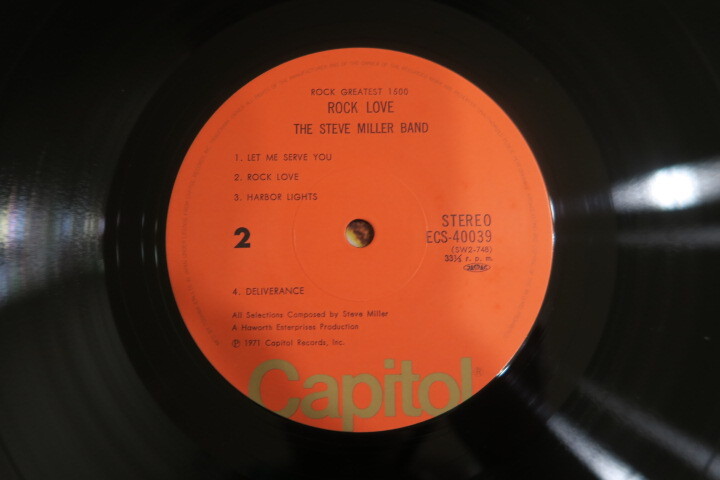 ROCK GREATEST 1500
ROCK LOVE
THE STEVE MILLER BAND
1. LET ME SERVE YOU
2. ROCK LOVE
3. HARBOR LIGHTS
2
STEREO
ECS-40039
(SW2-748)
33⅓ r. p. m.
4. DELIVERANCE
All Selections Composed by Steve Miller
A Haworth Enterprises Production
Ⓟ 1971 Capitol Records, Inc.
Capitol®